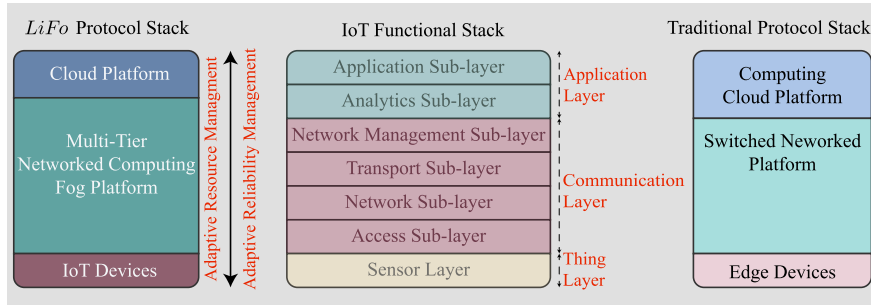 LiFo Protocol Stack
Cloud Platform
Multi-Tier
Networked Computing
Fog Platform
IoT Devices
Adaptive Resource Managment
Adaptive Reliability Management
IoT Functional Stack
Application Sub-layer
Analytics Sub-layer
Network Management Sub-layer
Transport Sub-layer
Network Sub-layer
Access Sub-layer
Sensor Layer
Application
Layer
Communication
Layer
Thing
Layer
Traditional Protocol Stack
Computing
Cloud Platform
Switched Neworked
Platform
Edge Devices